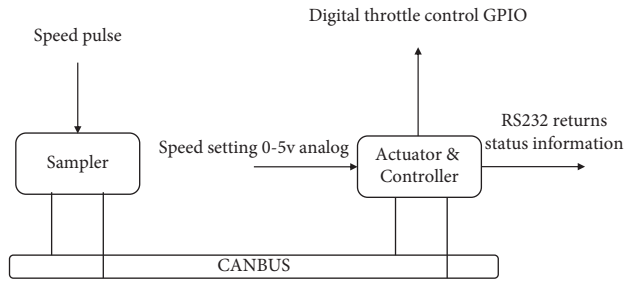 Digital throttle control GPIO
Speed pulse
RS232 returns
status information
Speed setting 0-5v analog
Sampler
Actuator &
Controller
CANBUS